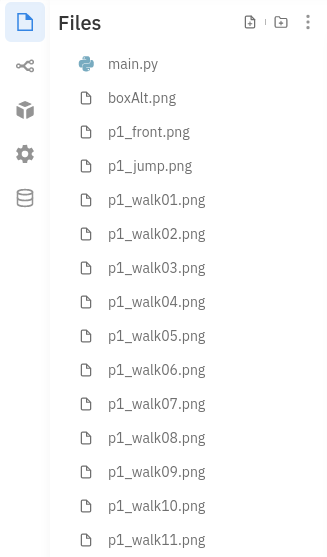 Files
main.py
boxAlt.png
p1_front.png
p1_jump.png
p1_walk01.png
p1_walk02.png
p1_walk03.png
p1_walk04.png
p1_walk05.png
p1_walk06.png
p1_walk07.png
p1_walk08.png
p1_walk09.png
p1_walk10.png
p1_walk11.png